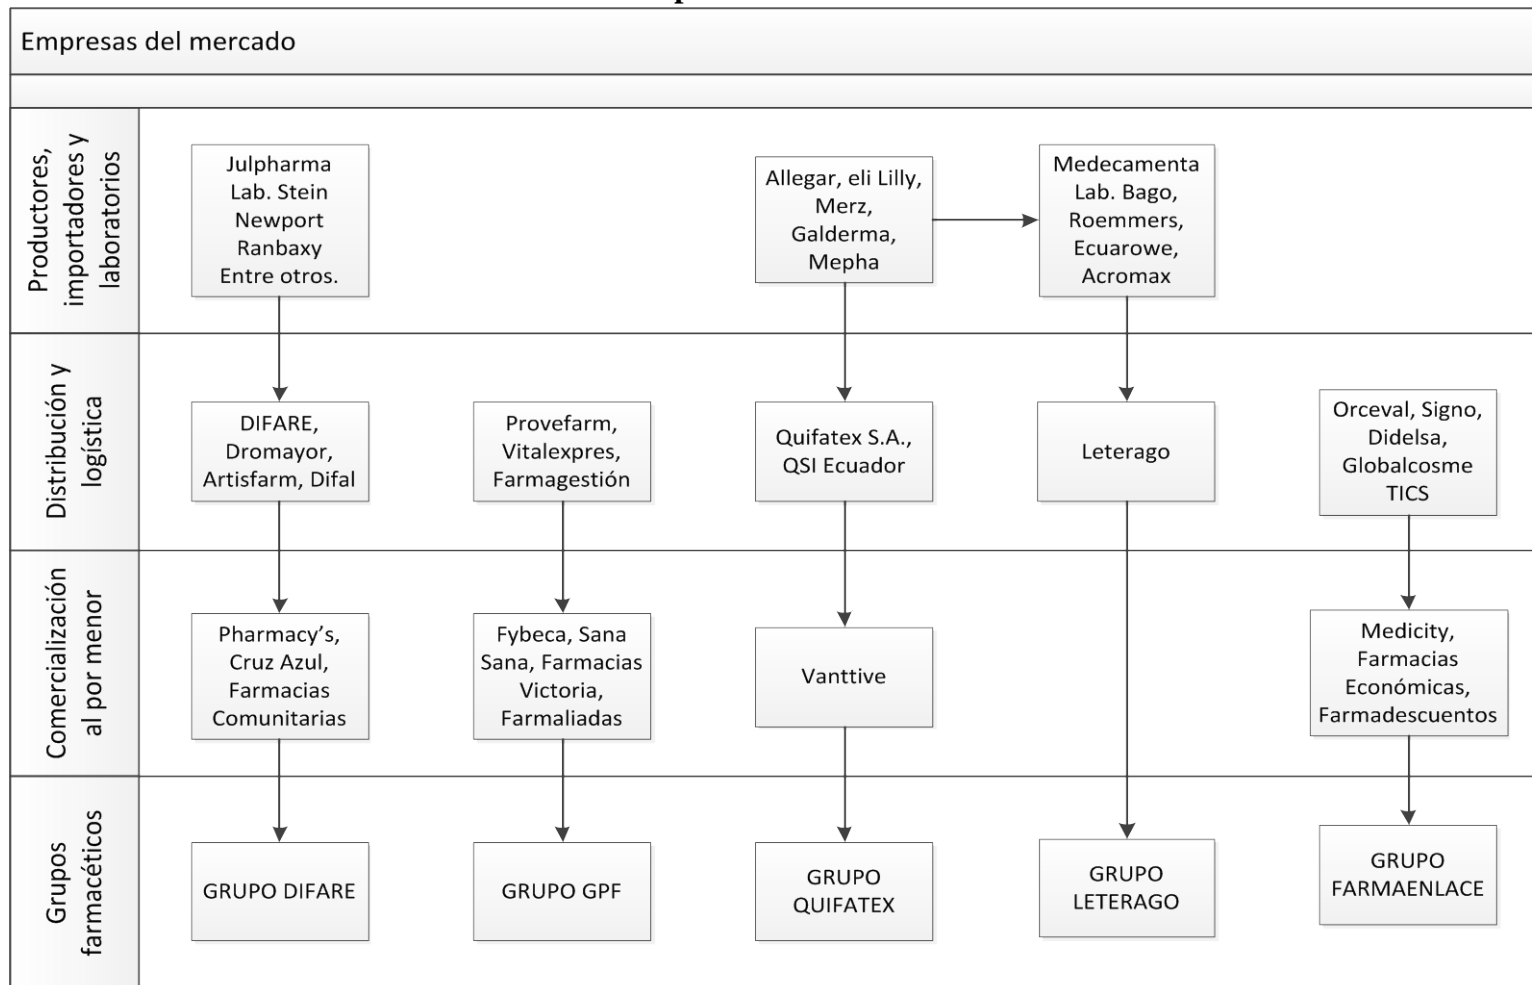 Empresas del mercado
Productores,
importadores y
laboratorios
Julpharma
Lab. Stein
Newport
Ranbaxy
Entre otros.
Allegar, eli Lilly,
Merz,
Galderma,
Mepha
Medecamenta
Lab. Bago,
Roemmers,
Ecuarowe,
Acromax
Distribución y
logística
DIFARE,
Dromayor,
Artisfarm, Difal
Provefarm,
Vitalexpres,
Farmagestión
Quifatex S.A.,
QSI Ecuador
Leterago
Orceval, Signo,
Didelsa,
Globalcosme
TICS
Comercialización
al por menor
Pharmacy’s,
Cruz Azul,
Farmacias
Comunitarias
Fybeca, Sana
Sana, Farmacias
Victoria,
Farmaliadas
Vanttive
Medicity,
Farmacias
Económicas,
Farmadescuentos
Grupos
farmacéticos
GRUPO DIFARE
GRUPO GPF
GRUPO
QUIFATEX
GRUPO
LETERAGO
GRUPO
FARMAENLACE